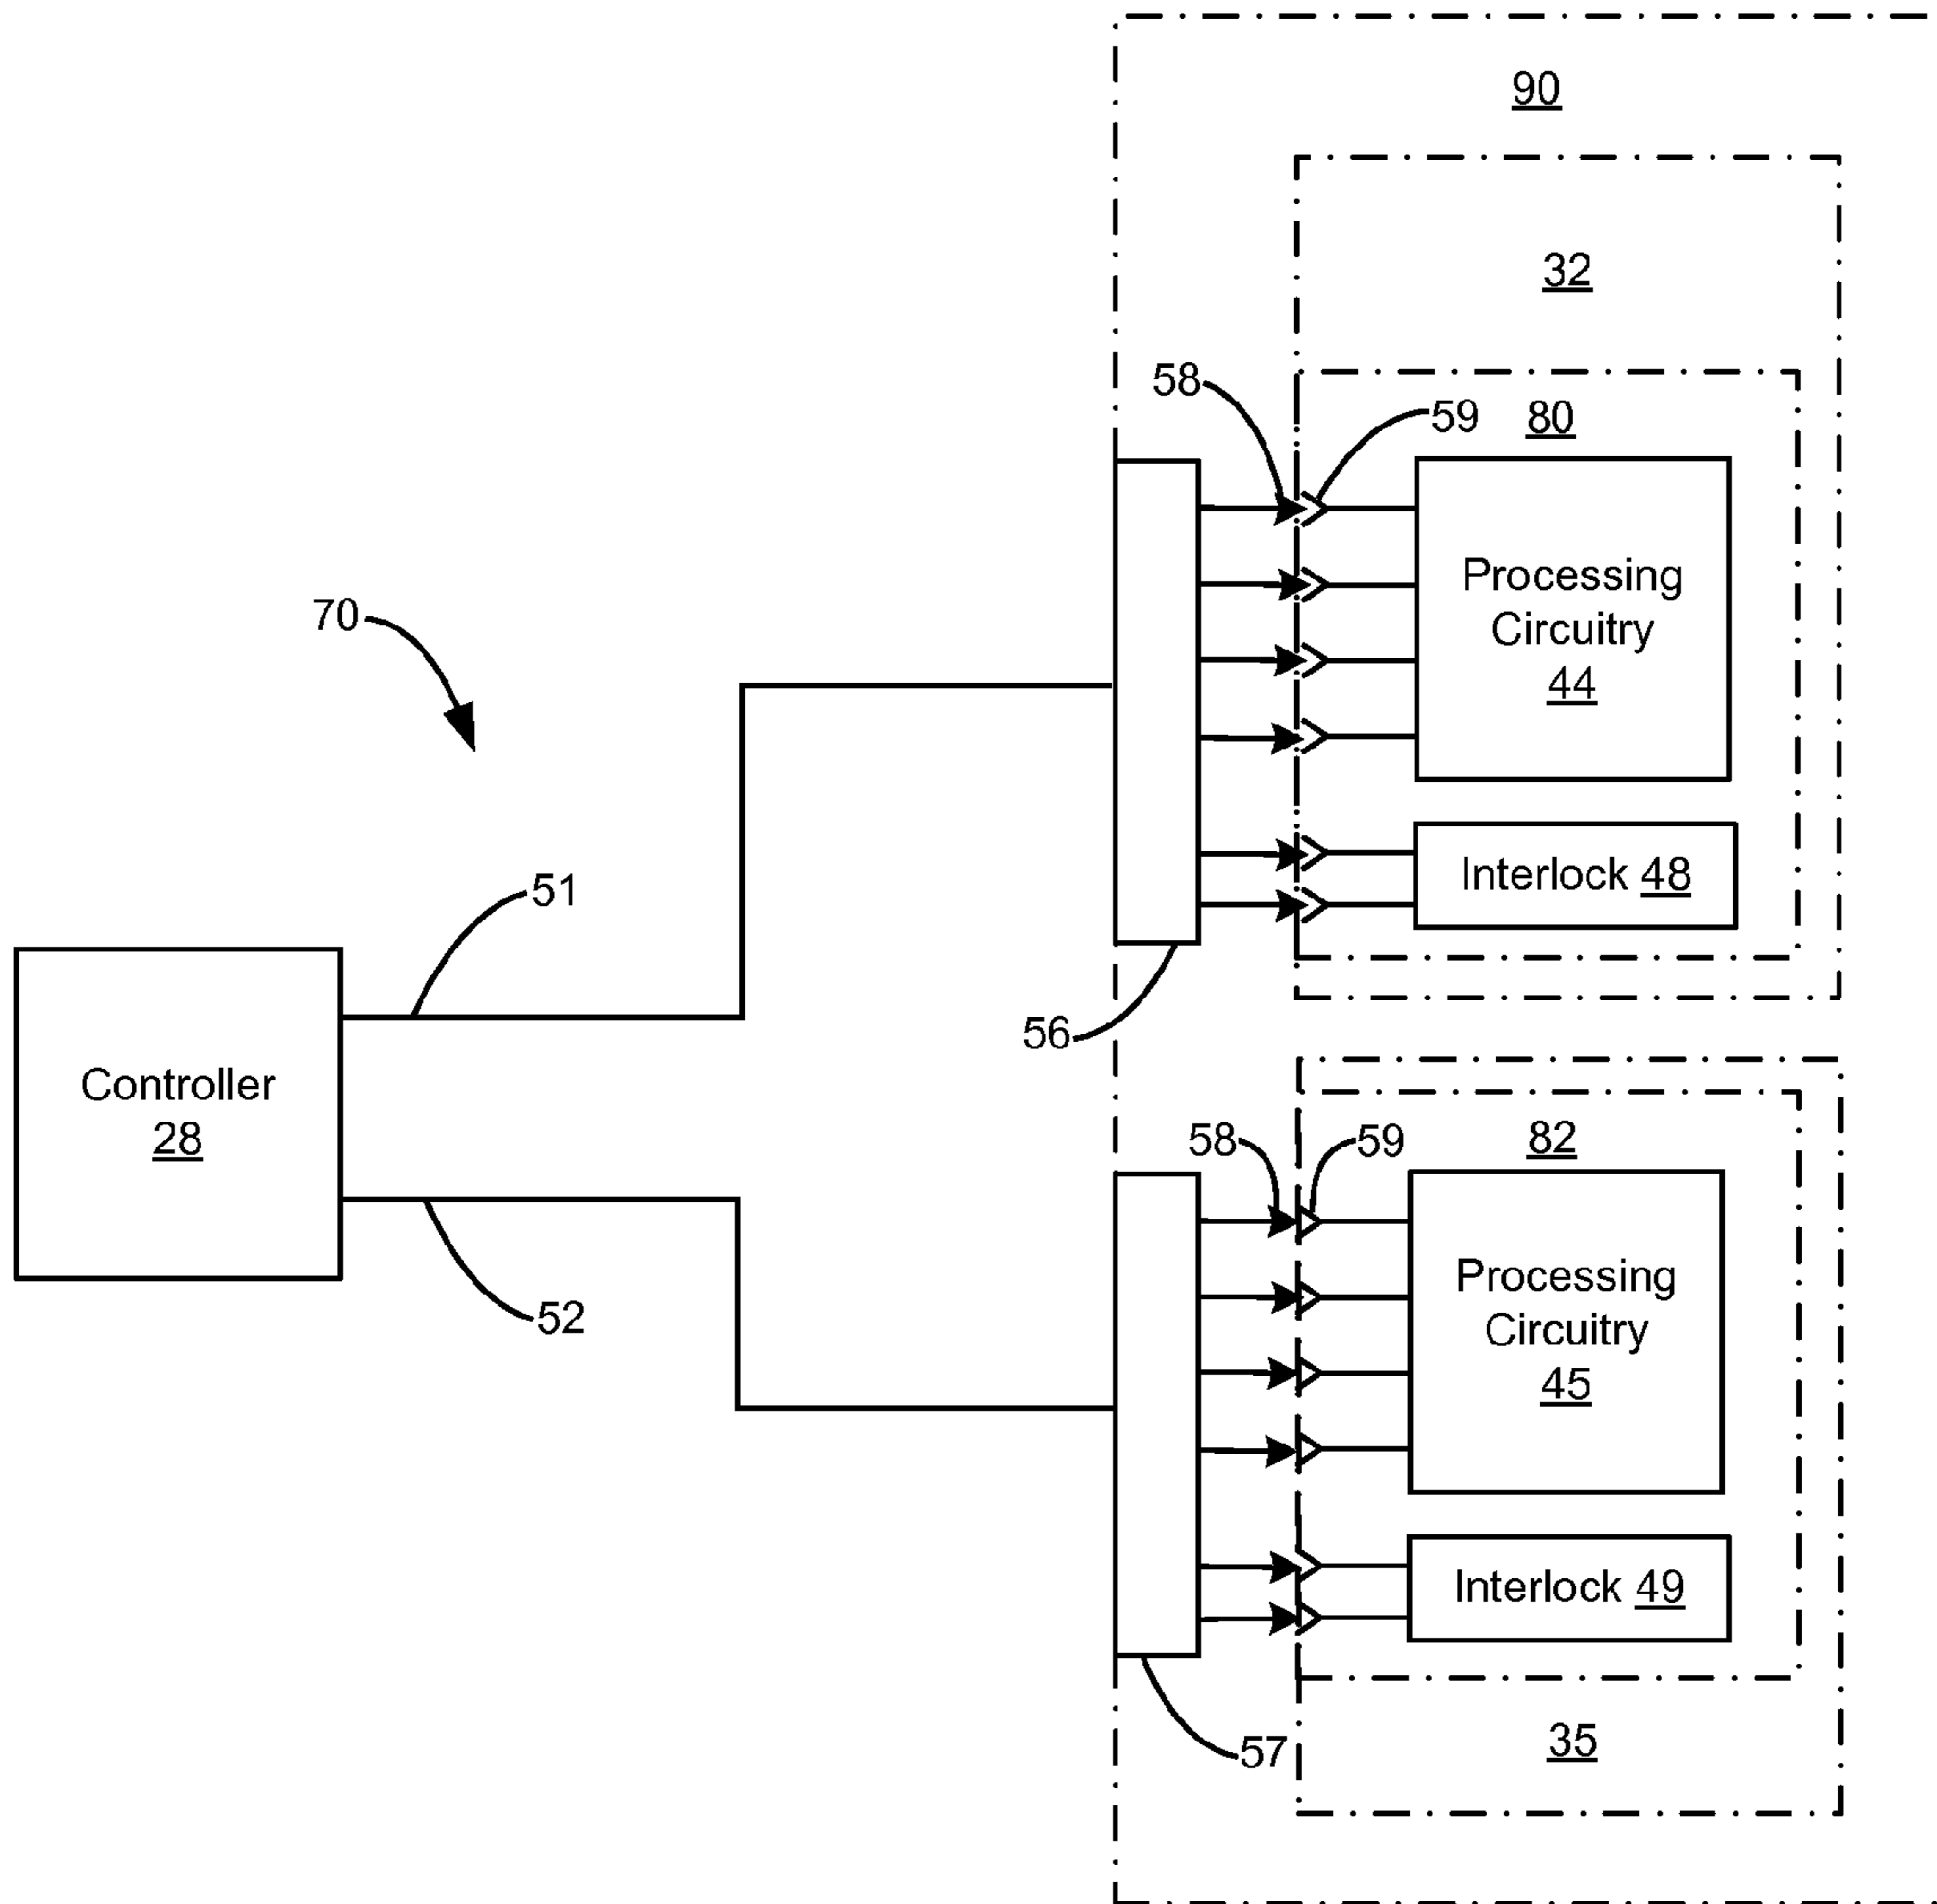 90
32
58
80
59
Processing
Circuitry
44
70
Interlock 48
51
56
Controller
28
58
59
82
52
Processing
Circuitry
45
Interlock 49
57
35